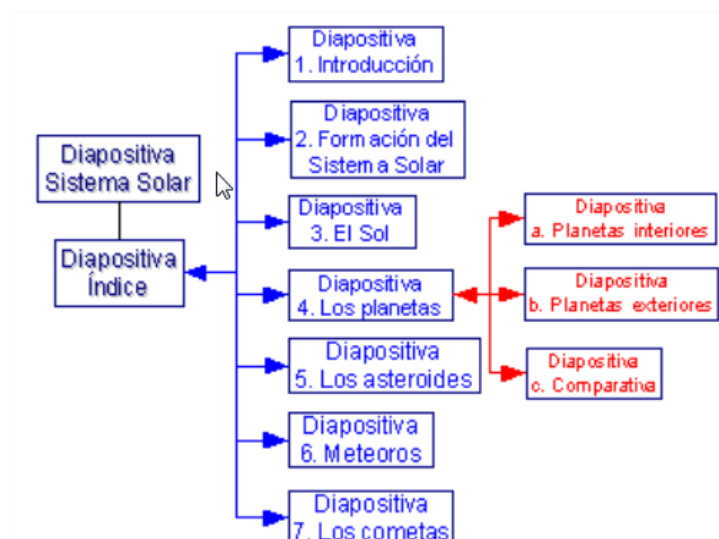 Diapositiva
Sistema Solar
Diapositiva
Índice
Diapositiva
1. Introducción
Diapositiva
2. Formación del
Sistema Solar
Diapositiva
3. El Sol
Diapositiva
4. Los planetas
Diapositiva
5. Los asteroides
Diapositiva
6. Meteoros
Diapositiva
7. Los cometas
Diapositiva
a. Planetas interiores
Diapositiva
b. Planetas exteriores
Diapositiva
c. Comparativa